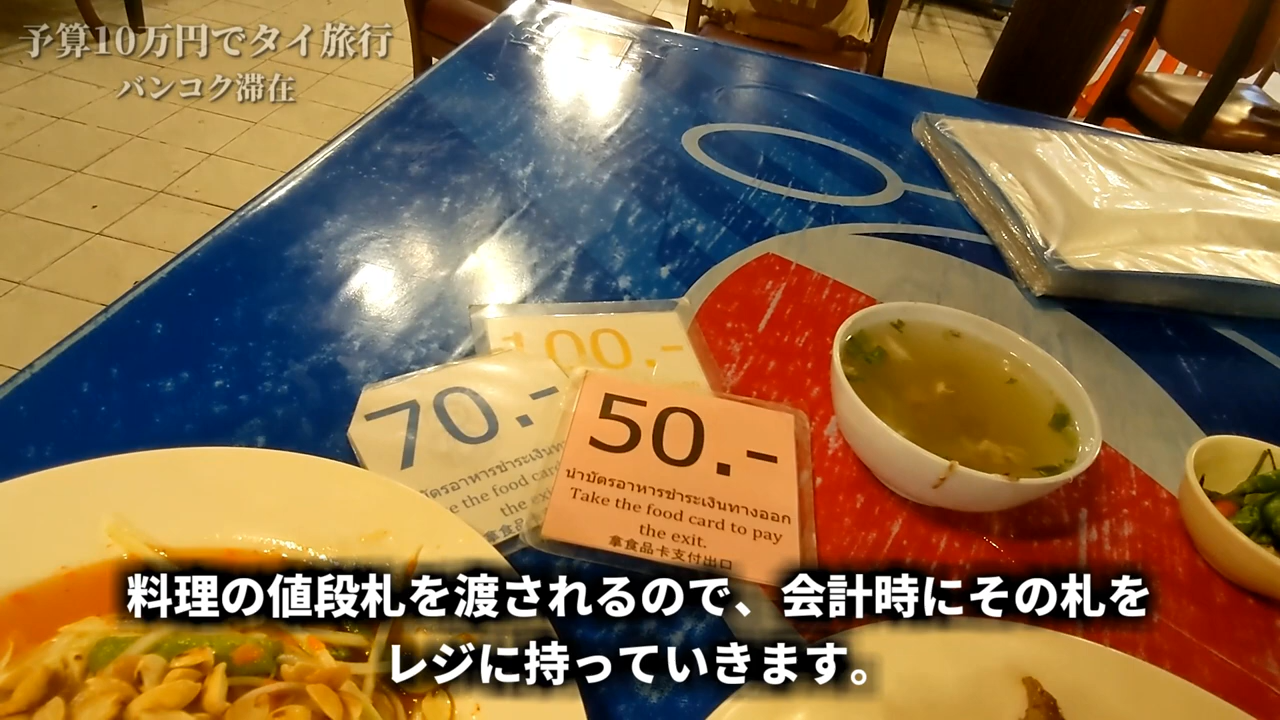 予算10万円でタイ旅行
バンコク滞在
100.-
70.-
50.-
นำบัตรอาหารชำระเงินทางออก
Take the food card to pay
the exit.
拿食品卡支付出口
料理の値段札を渡されるので、会計時にその札を
レジに持っていきます。